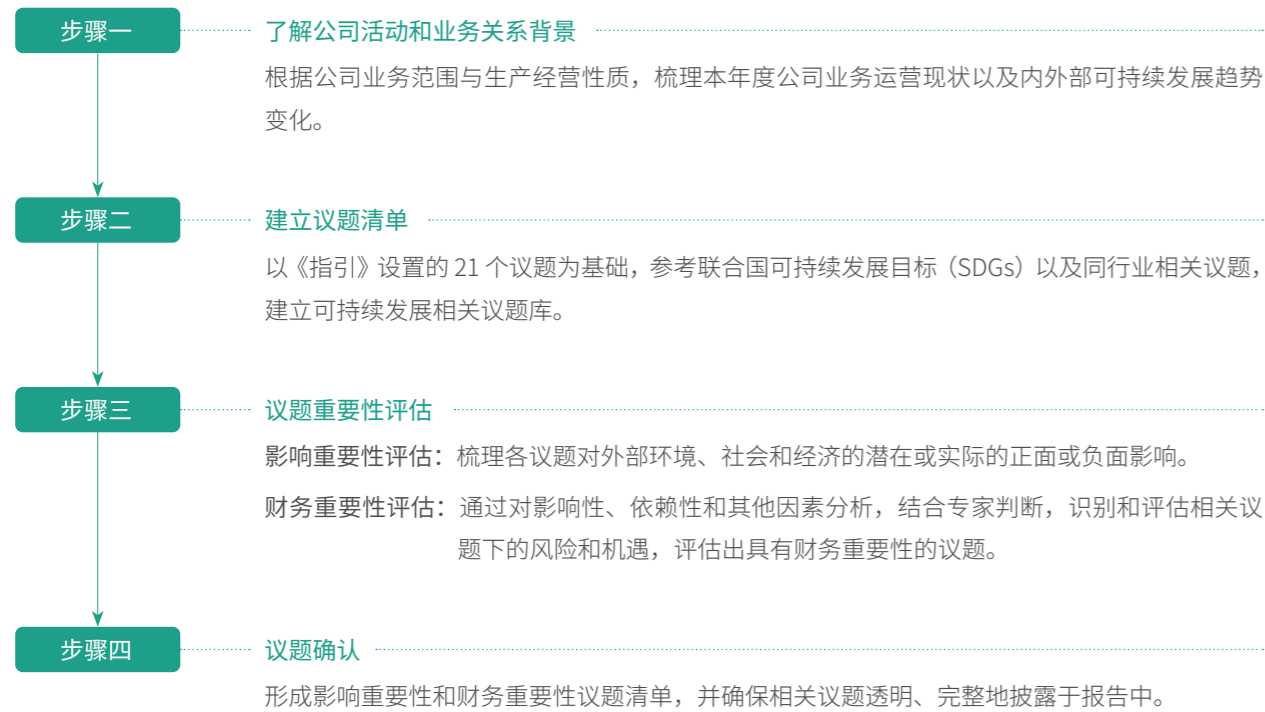 步骤一
了解公司活动和业务关系背景
根据公司业务范围与生产经营性质，梳理本年度公司业务运营现状以及内外部可持续发展趋势
变化。
步骤二
建立议题清单
以《指引》设置的 21 个议题为基础，参考联合国可持续发展目标（SDGs）以及同行业相关议题，
建立可持续发展相关议题库。
步骤三
议题重要性评估
影响重要性评估：梳理各议题对外部环境、社会和经济的潜在或实际的正面或负面影响。
财务重要性评估：通过对影响性、依赖性和其他因素分析，结合专家判断，识别和评估相关议
题下的风险和机遇，评估出具有财务重要性的议题。
步骤四
议题确认
形成影响重要性和财务重要性议题清单，并确保相关议题透明、完整地披露于报告中。